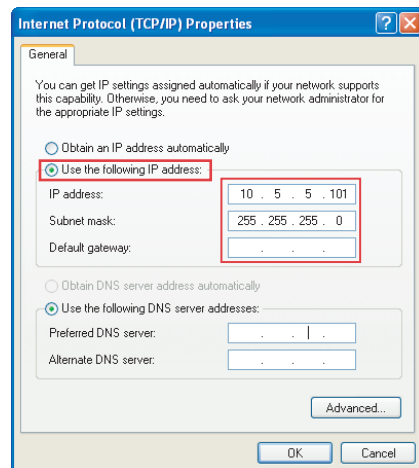 Internet Protocol (TCP/IP) Properties
General
You can get IP settings assigned automatically if your network supports
this capability. Otherwise, you need to ask your network administrator for
the appropriate IP settings.
Obtain an IP address automatically
Use the following IP address:
IP address: 10 . 5 . 5 . 101
Subnet mask: 255 . 255 . 255 . 0
Default gateway: . . .
Obtain DNS server address automatically
Use the following DNS server addresses:
Preferred DNS server: . . .
Alternate DNS server: . . .
Advanced...
OK Cancel